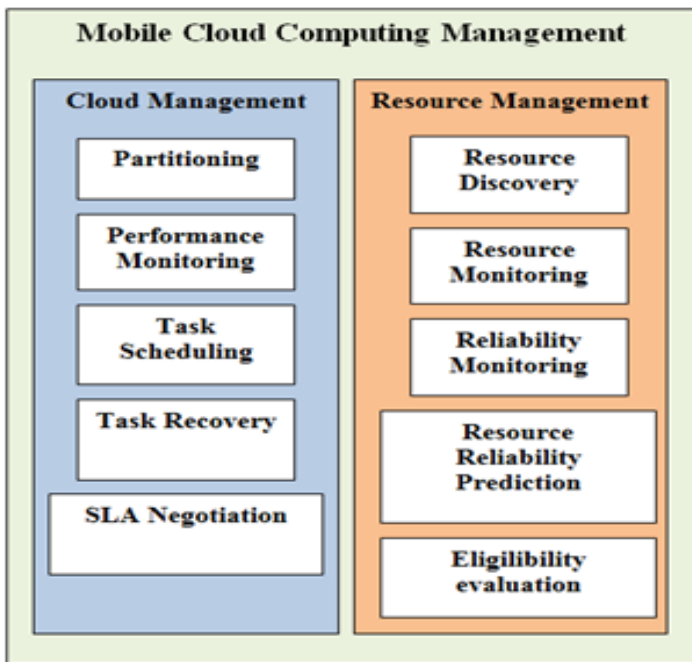 Mobile Cloud Computing Management
Cloud Management
Partitioning
Performance
Monitoring
Task
Scheduling
Task Recovery
SLA Negotiation
Resource Management
Resource
Discovery
Resource
Monitoring
Reliability
Monitoring
Resource
Reliability
Prediction
Eligilibility
evaluation